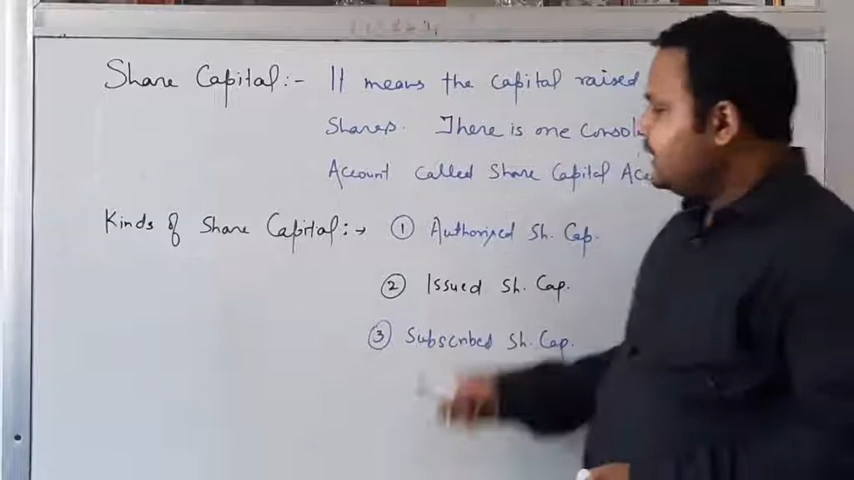 Share Capital :- It means the Capital raised
Shares. There is one
Account called Share Capital
Kinds of Share Capital :→ ① Authorised Sh. Cap.
② Issued Sh. Cap.
③ Subscribed Sh. Cap.